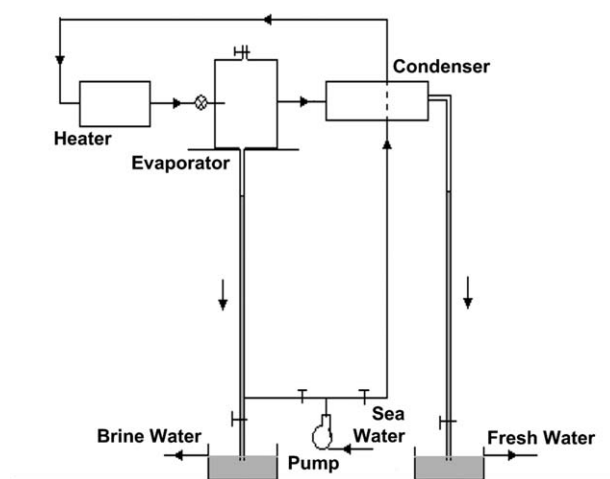 Condenser
Heater
Evaporator
Sea
Water
Brine Water
Pump
Fresh Water